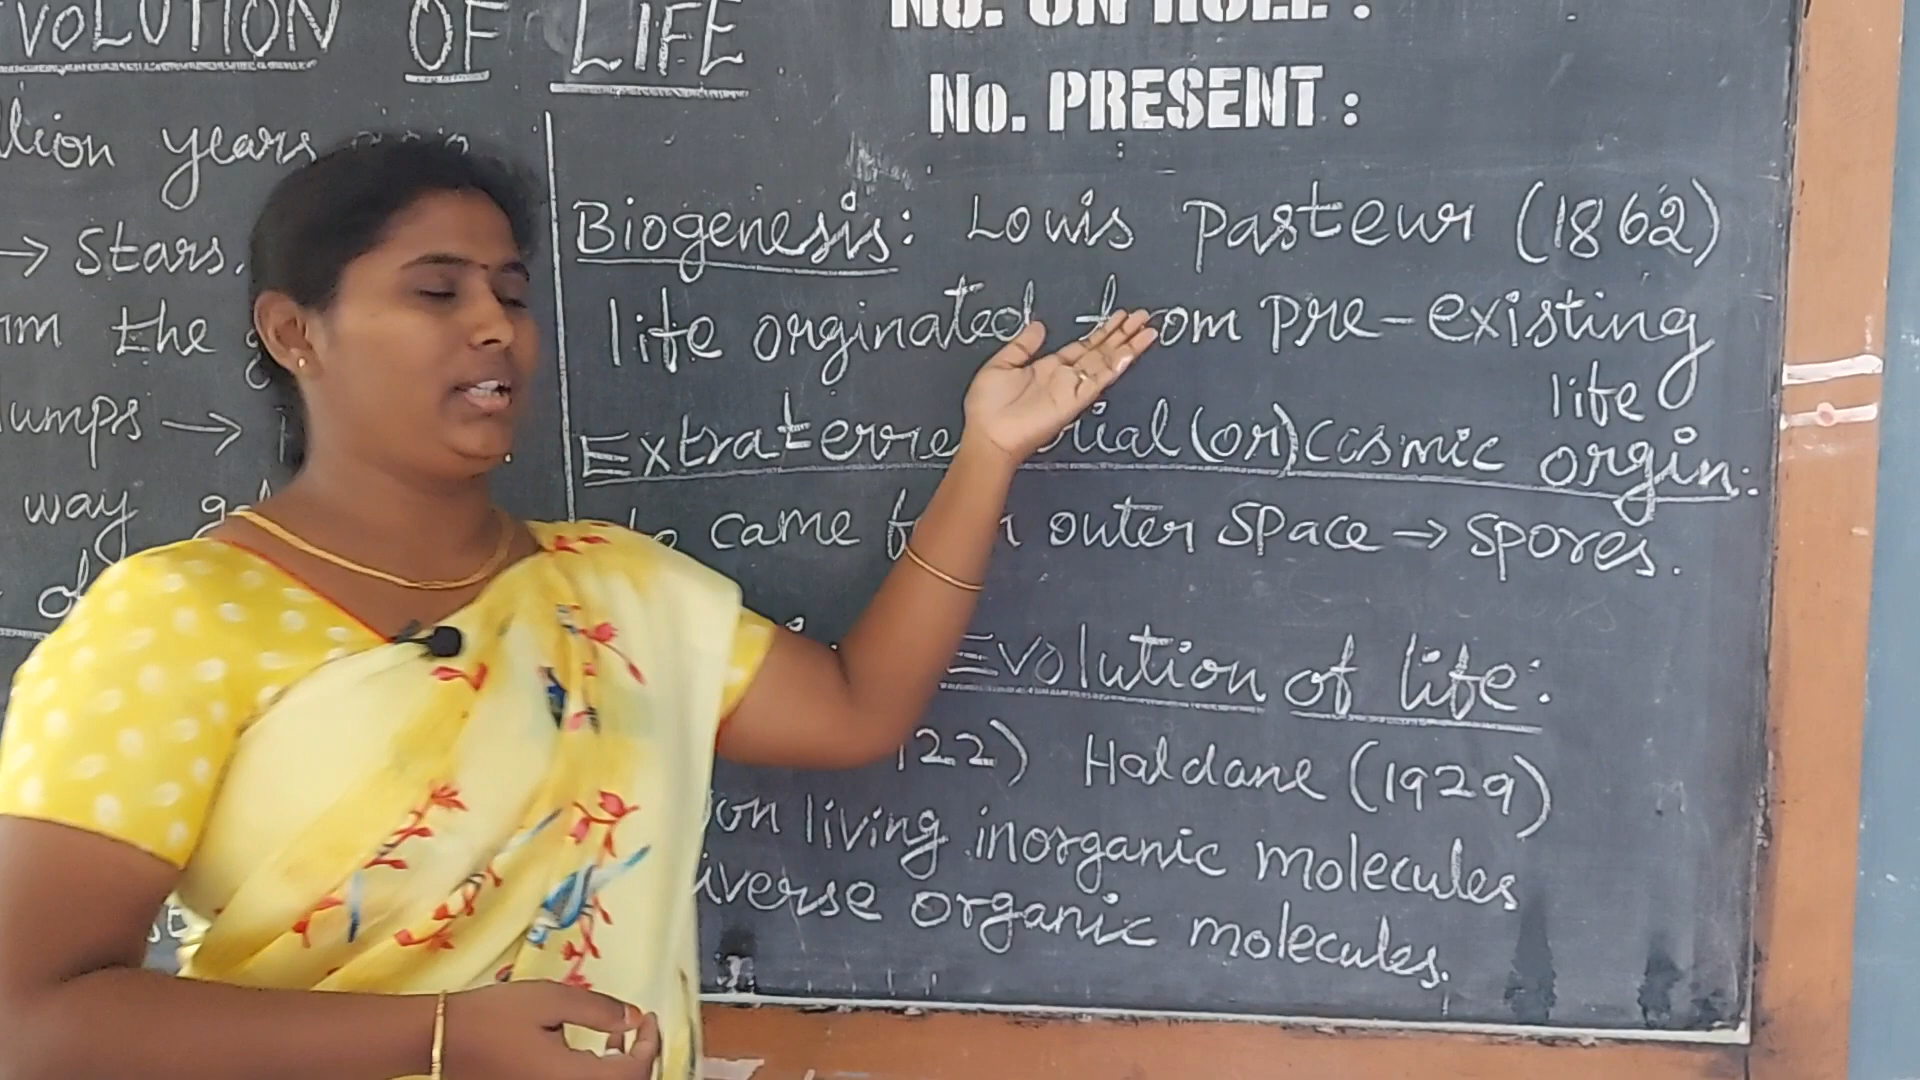 VOLUTION OF LIFE
No. ON ROLL :
No. PRESENT :
years
→ Stars.
the
umps →
way
of
Biogenesis: Louis Pasteur (1862)
life orginated from pre-existing
life
Extraterrestrial (or) Cosmic orgin:
came from outer space → spores.
Evolution of life:
122) Haldane (1929)
on living inorganic molecules
iverse organic molecules.